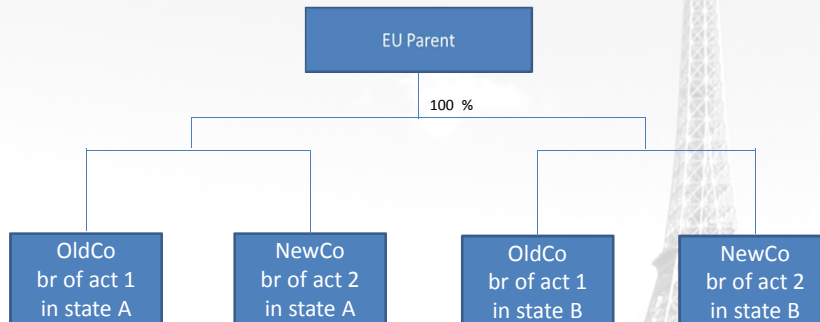 EU Parent
100 %
OldCo
br of act 1
in state A
NewCo
br of act 2
in state A
OldCo
br of act 1
in state B
NewCo
br of act 2
in state B